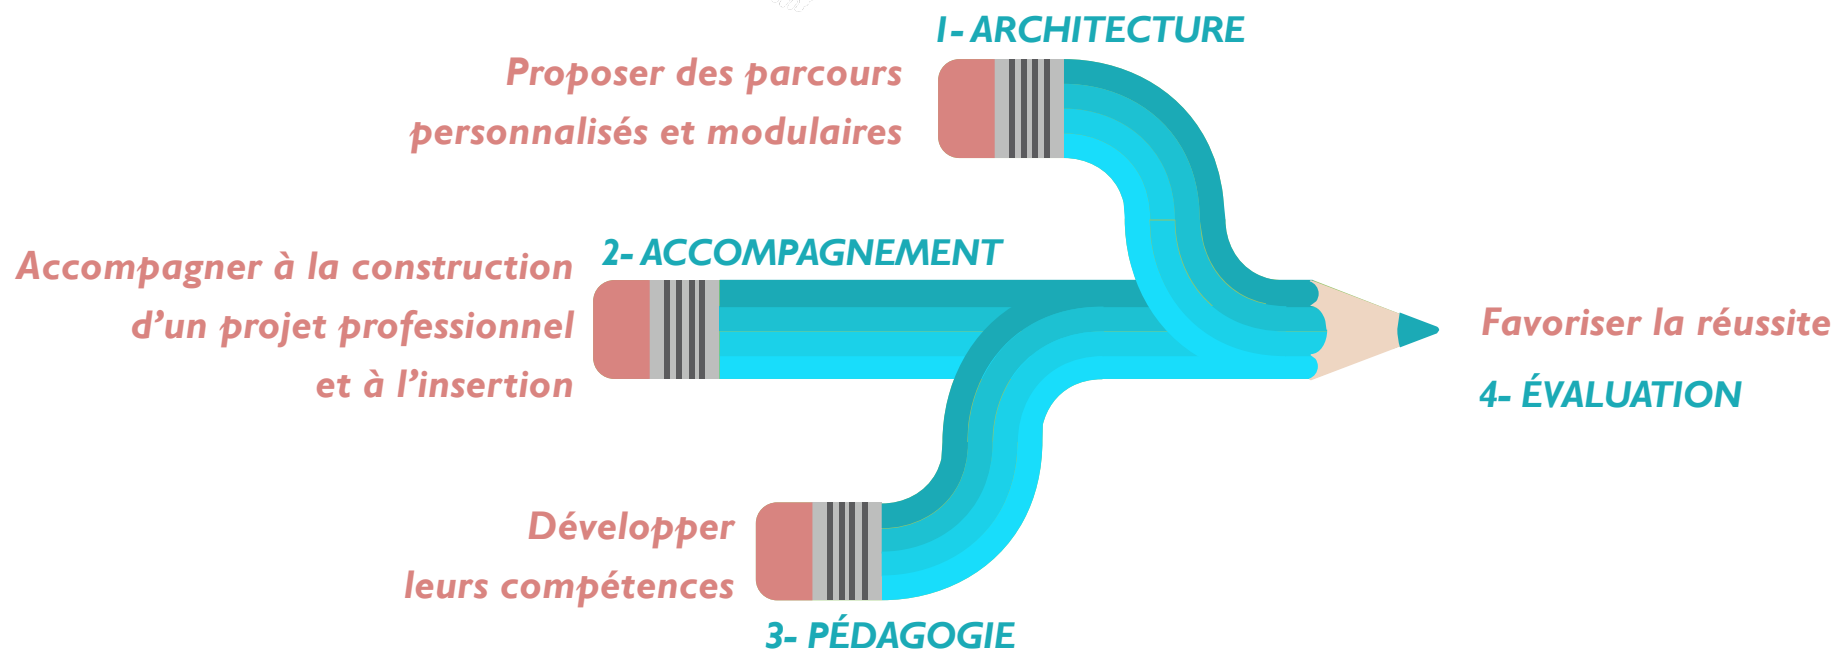 1- ARCHITECTURE
Proposer des parcours
personnalisés et modulaires
2- ACCOMPAGNEMENT
Accompagner à la construction
d’un projet professionnel
et à l’insertion
Favoriser la réussite
4- ÉVALUATION
Développer
leurs compétences
3- PÉDAGOGIE